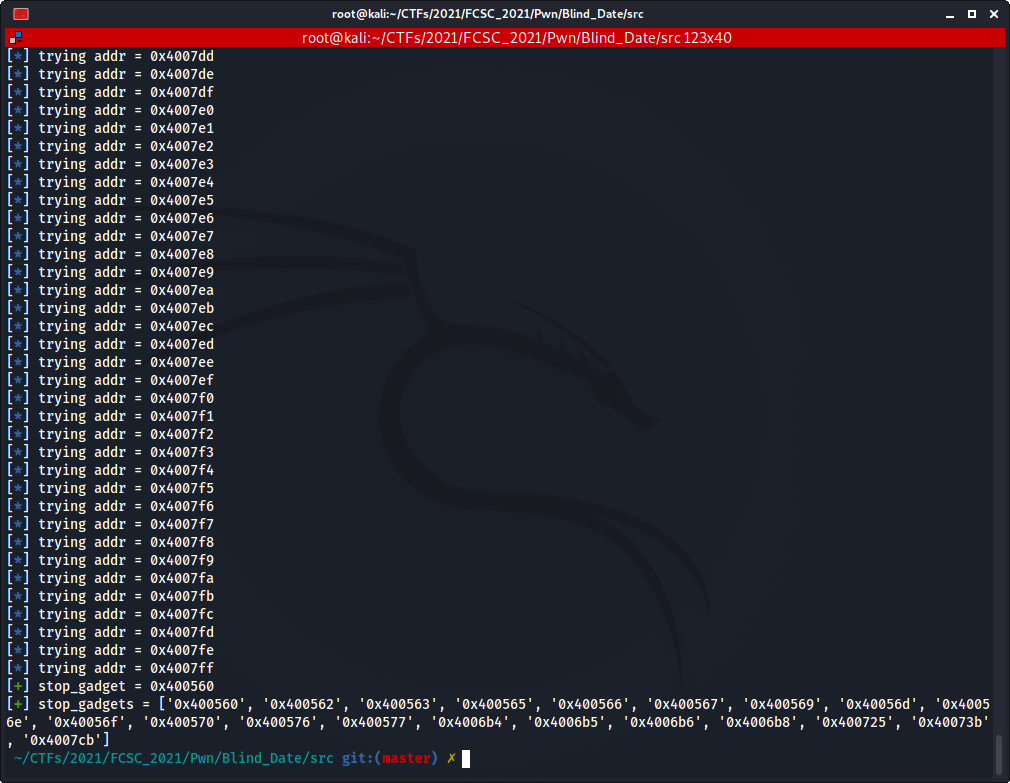 root@kali:~/CTFs/2021/FCSC_2021/Pwn/Blind_Date/src
root@kali:~/CTFs/2021/FCSC_2021/Pwn/Blind_Date/src 123x40
[*] trying addr = 0x4007dd
[*] trying addr = 0x4007de
[*] trying addr = 0x4007df
[*] trying addr = 0x4007e0
[*] trying addr = 0x4007e1
[*] trying addr = 0x4007e2
[*] trying addr = 0x4007e3
[*] trying addr = 0x4007e4
[*] trying addr = 0x4007e5
[*] trying addr = 0x4007e6
[*] trying addr = 0x4007e7
[*] trying addr = 0x4007e8
[*] trying addr = 0x4007e9
[*] trying addr = 0x4007ea
[*] trying addr = 0x4007eb
[*] trying addr = 0x4007ec
[*] trying addr = 0x4007ed
[*] trying addr = 0x4007ee
[*] trying addr = 0x4007ef
[*] trying addr = 0x4007f0
[*] trying addr = 0x4007f1
[*] trying addr = 0x4007f2
[*] trying addr = 0x4007f3
[*] trying addr = 0x4007f4
[*] trying addr = 0x4007f5
[*] trying addr = 0x4007f6
[*] trying addr = 0x4007f7
[*] trying addr = 0x4007f8
[*] trying addr = 0x4007f9
[*] trying addr = 0x4007fa
[*] trying addr = 0x4007fb
[*] trying addr = 0x4007fc
[*] trying addr = 0x4007fd
[*] trying addr = 0x4007fe
[*] trying addr = 0x4007ff
[+] stop_gadget = 0x400560
[+] stop_gadgets = ['0x400560', '0x400562', '0x400563', '0x400565', '0x400566', '0x400567', '0x400569', '0x40056d', '0x4005
6e', '0x40056f', '0x400570', '0x400576', '0x400577', '0x4006b4', '0x4006b5', '0x4006b6', '0x4006b8', '0x400725', '0x40073b'
, '0x4007cb']
~/CTFs/2021/FCSC_2021/Pwn/Blind_Date/src git:(master) ✗